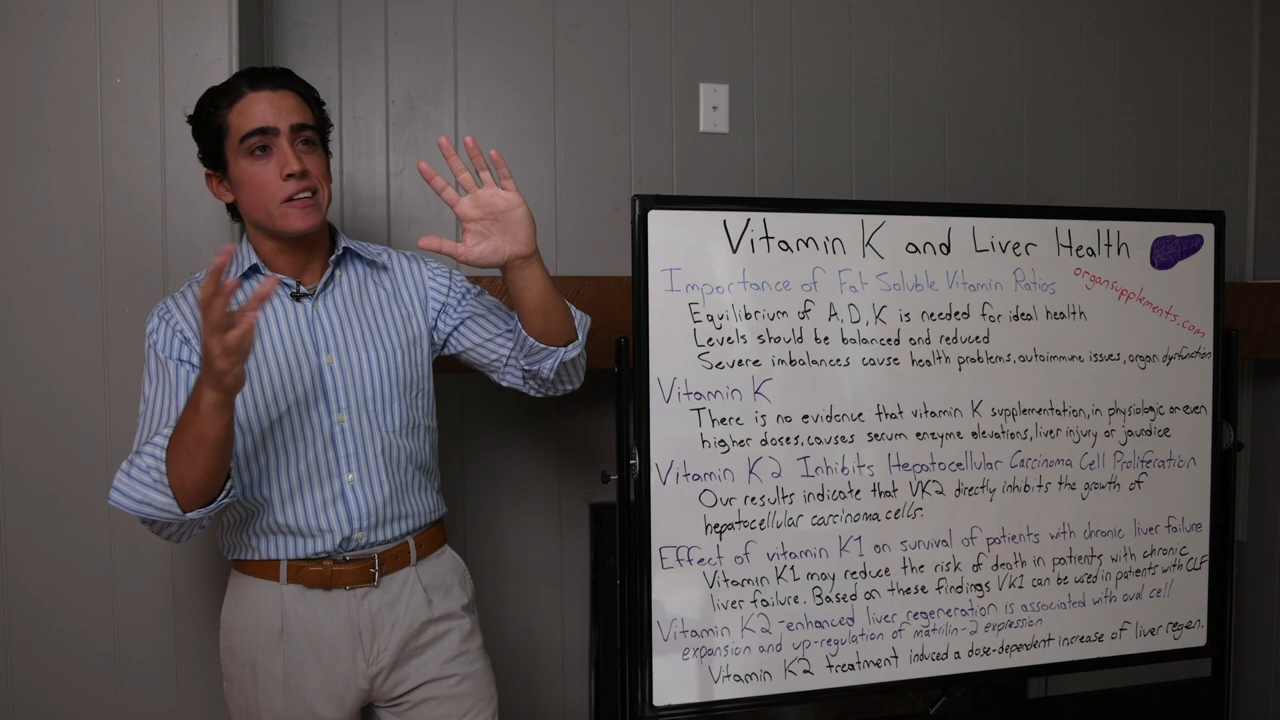 Vitamin K and Liver Health
organsupplements.com
Importance of Fat Soluble Vitamin Ratios
Equilibrium of A, D, K is needed for ideal health
Levels should be balanced and reduced
Severe imbalances cause health problems, autoimmune issues, organ dysfunction
Vitamin K
There is no evidence that vitamin K supplementation, in physiologic or even
higher doses, causes serum enzyme elevations, liver injury or jaundice
Vitamin K2 Inhibits Hepatocellular Carcinoma Cell Proliferation
Our results indicate that VK2 directly inhibits the growth of
hepatocellular carcinoma cells.
Effect of vitamin K1 on survival of patients with chronic liver failure
Vitamin K1 may reduce the risk of death in patients with chronic
liver failure. Based on these findings VK1 can be used in patients with CLF
Vitamin K2-enhanced liver regeneration is associated with oval cell
expansion and up-regulation of matrilin-2 expression
Vitamin K2 treatment induced a dose-dependent increase of liver regen.